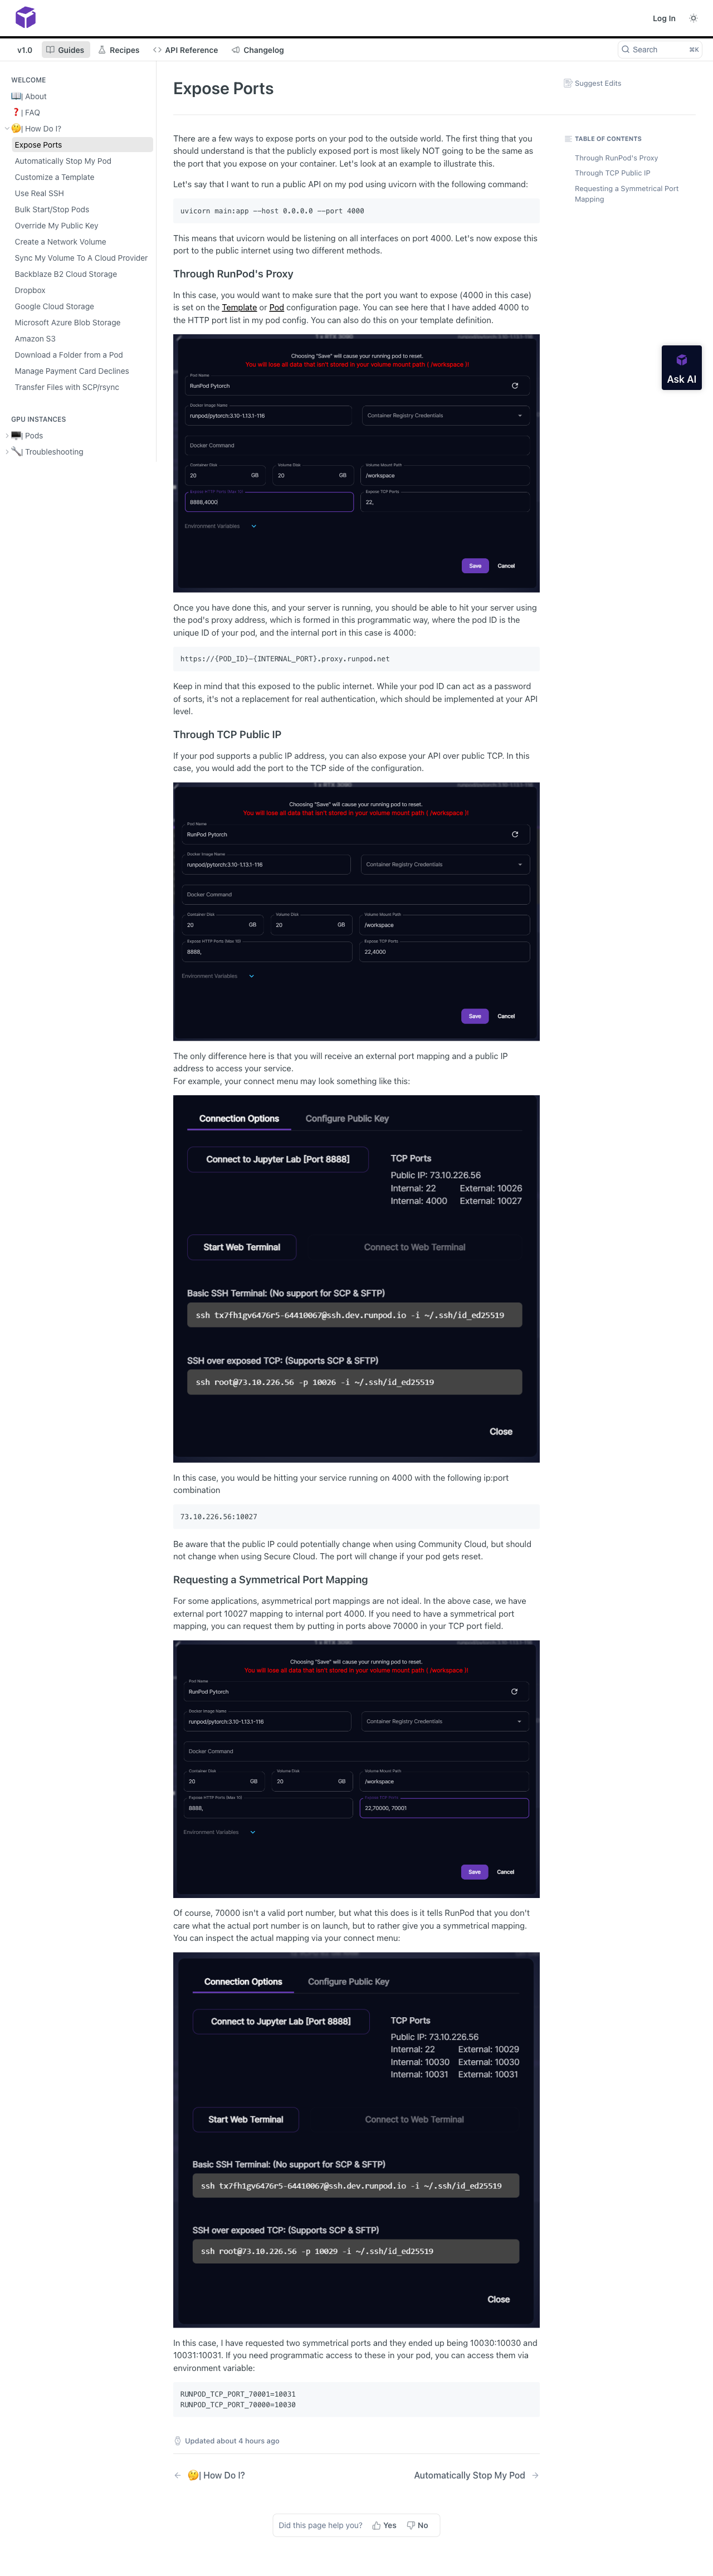 Log In
v1.0
Guides
Recipes
API Reference
Changelog
Search
⌘K
WELCOME
| About
| FAQ
| How Do I?
Expose Ports
Automatically Stop My Pod
Customize a Template
Use Real SSH
Bulk Start/Stop Pods
Override My Public Key
Create a Network Volume
Sync My Volume To A Cloud Provider
Backblaze B2 Cloud Storage
Dropbox
Google Cloud Storage
Microsoft Azure Blob Storage
Amazon S3
Download a Folder from a Pod
Manage Payment Card Declines
Transfer Files with SCP/rsync
GPU INSTANCES
| Pods
| Troubleshooting
Expose Ports
Suggest Edits
TABLE OF CONTENTS
Through RunPod's Proxy
Through TCP Public IP
Requesting a Symmetrical Port
Mapping
Ask AI
There are a few ways to expose ports on your pod to the outside world. The first thing that you
should understand is that the publicly exposed port is most likely NOT going to be the same as
the port that you expose on your container. Let's look at an example to illustrate this.
Let's say that I want to run a public API on my pod using uvicorn with the following command:
uvicorn main:app --host 0.0.0.0 --port 4000
This means that uvicorn would be listening on all interfaces on port 4000. Let's now expose this
port to the public internet using two different methods.
Through RunPod's Proxy
In this case, you would want to make sure that the port you want to expose (4000 in this case)
is set on the Template or Pod configuration page. You can see here that I have added 4000 to
the HTTP port list in my pod config. You can also do this on your template definition.
Choosing "Save" will cause your running pod to reset.
You will lose all data that isn't stored in your volume mount path ( /workspace )!
Pod Name
RunPod Pytorch
Docker Image Name
runpod/pytorch:3.10-1.13.1-116
Container Registry Credentials
Docker Command
Container Disk
20 GB
Volume Disk
20 GB
Volume Mount Path
/workspace
Expose HTTP Ports (Max 10)
8888,4000
Expose TCP Ports
22,
Environment Variables
Save
Cancel
Once you have done this, and your server is running, you should be able to hit your server using
the pod's proxy address, which is formed in this programmatic way, where the pod ID is the
unique ID of your pod, and the internal port in this case is 4000:
https://{POD_ID}-{INTERNAL_PORT}.proxy.runpod.net
Keep in mind that this exposed to the public internet. While your pod ID can act as a password
of sorts, it's not a replacement for real authentication, which should be implemented at your API
level.
Through TCP Public IP
If your pod supports a public IP address, you can also expose your API over public TCP. In this
case, you would add the port to the TCP side of the configuration.
Choosing "Save" will cause your running pod to reset.
You will lose all data that isn't stored in your volume mount path ( /workspace )!
Pod Name
RunPod Pytorch
Docker Image Name
runpod/pytorch:3.10-1.13.1-116
Container Registry Credentials
Docker Command
Container Disk
20 GB
Volume Disk
20 GB
Volume Mount Path
/workspace
Expose HTTP Ports (Max 10)
8888,
Expose TCP Ports
22,4000
Environment Variables
Save
Cancel
The only difference here is that you will receive an external port mapping and a public IP
address to access your service.
For example, your connect menu may look something like this:
Connection Options
Configure Public Key
Connect to Jupyter Lab [Port 8888]
TCP Ports
Public IP: 73.10.226.56
Internal: 22 External: 10026
Internal: 4000 External: 10027
Start Web Terminal
Connect to Web Terminal
Basic SSH Terminal: (No support for SCP & SFTP)
ssh tx7fh1gv6476r5-64410067@ssh.dev.runpod.io -i ~/.ssh/id_ed25519
SSH over exposed TCP: (Supports SCP & SFTP)
ssh root@73.10.226.56 -p 10026 -i ~/.ssh/id_ed25519
Close
In this case, you would be hitting your service running on 4000 with the following ip:port
combination
73.10.226.56:10027
Be aware that the public IP could potentially change when using Community Cloud, but should
not change when using Secure Cloud. The port will change if your pod gets reset.
Requesting a Symmetrical Port Mapping
For some applications, asymmetrical port mappings are not ideal. In the above case, we have
external port 10027 mapping to internal port 4000. If you need to have a symmetrical port
mapping, you can request them by putting in ports above 70000 in your TCP port field.
Choosing "Save" will cause your running pod to reset.
You will lose all data that isn't stored in your volume mount path ( /workspace )!
Pod Name
RunPod Pytorch
Docker Image Name
runpod/pytorch:3.10-1.13.1-116
Container Registry Credentials
Docker Command
Container Disk
20 GB
Volume Disk
20 GB
Volume Mount Path
/workspace
Expose HTTP Ports (Max 10)
8888,
Expose TCP Ports
22,70000, 70001
Environment Variables
Save
Cancel
Of course, 70000 isn't a valid port number, but what this does is it tells RunPod that you don't
care what the actual port number is on launch, but to rather give you a symmetrical mapping.
You can inspect the actual mapping via your connect menu:
Connection Options
Configure Public Key
Connect to Jupyter Lab [Port 8888]
TCP Ports
Public IP: 73.10.226.56
Internal: 22 External: 10029
Internal: 10030 External: 10030
Internal: 10031 External: 10031
Start Web Terminal
Connect to Web Terminal
Basic SSH Terminal: (No support for SCP & SFTP)
ssh tx7fh1gv6476r5-64410067@ssh.dev.runpod.io -i ~/.ssh/id_ed25519
SSH over exposed TCP: (Supports SCP & SFTP)
ssh root@73.10.226.56 -p 10029 -i ~/.ssh/id_ed25519
Close
In this case, I have requested two symmetrical ports and they ended up being 10030:10030 and
10031:10031. If you need programmatic access to these in your pod, you can access them via
environment variable:
RUNPOD_TCP_PORT_70001=10031
RUNPOD_TCP_PORT_70000=10030
Updated about 4 hours ago
| How Do I?
Automatically Stop My Pod
Did this page help you?
Yes
No